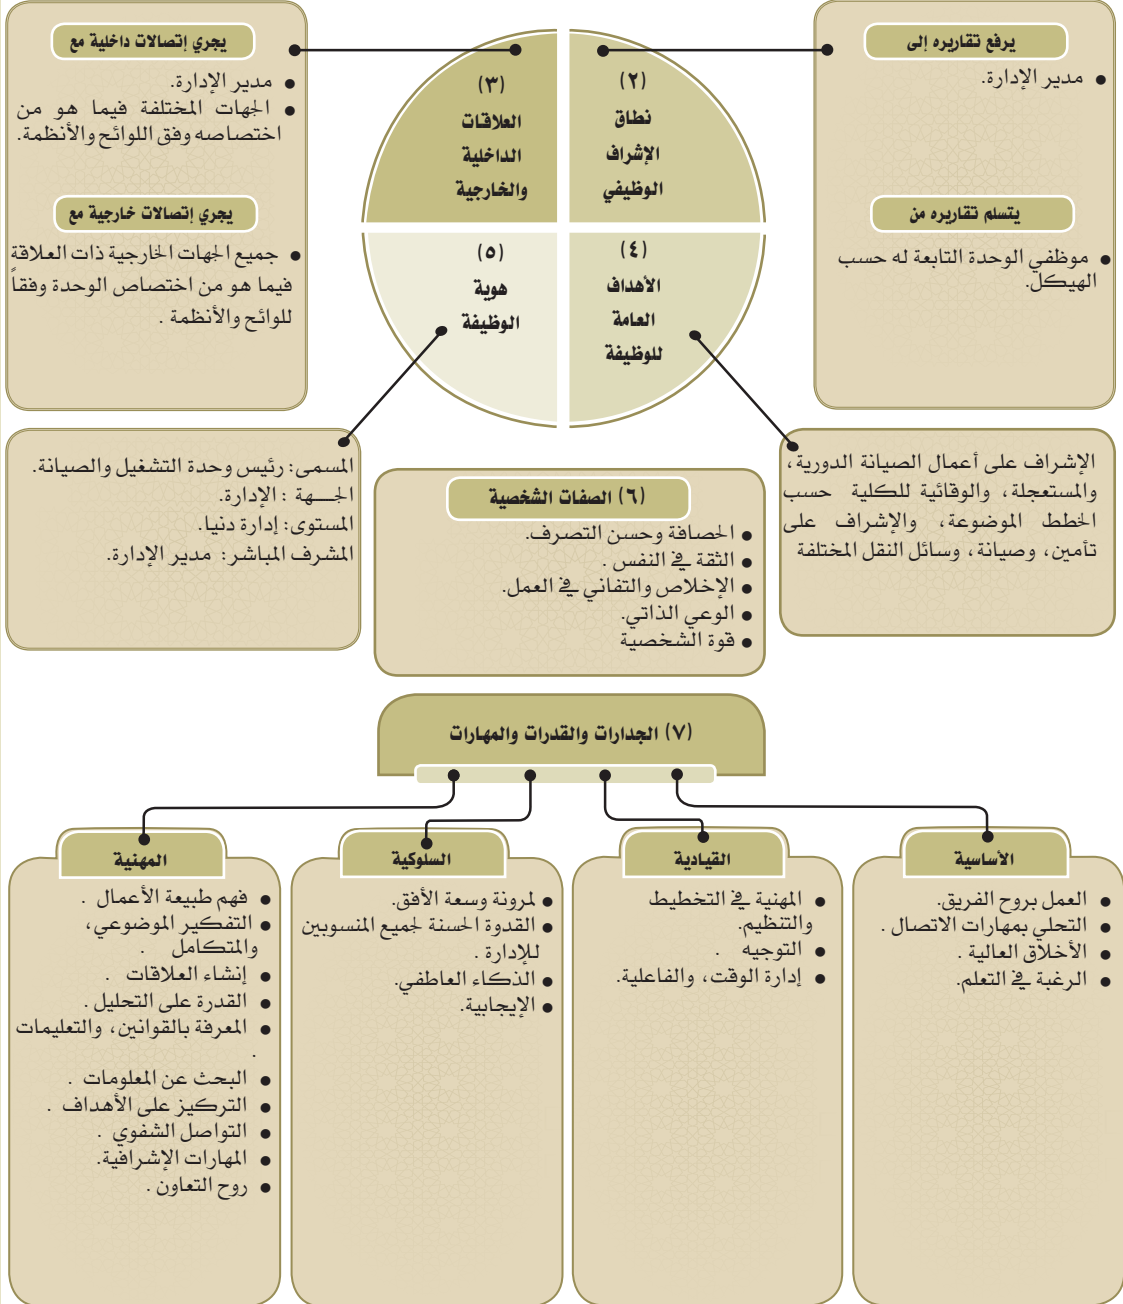 يرفع تقاريره إلى
● مدير الإدارة.
يتسلم تقاريره من
● موظفي الوحدة التابعة له حسب
الهيكل.
(٢)
نطاق
الإشراف
الوظيفي
(٣)
العلاقات
الداخلية
والخارجية
يجري إتصالات داخلية مع
● مدير الإدارة.
● الجهات المختلفة فيما هو من
اختصاصه وفق اللوائح والأنظمة.
يجري إتصالات خارجية مع
● جميع الجهات الخارجية ذات العلاقة
فيما هو من اختصاص الوحدة وفقاً
للوائح والأنظمة .
(٤)
الأهداف
العامة
للوظيفة
(٥)
هوية
الوظيفة
الإشراف على أعمال الصيانة الدورية،
والمستعجلة، والوقائية للكلية حسب
الخطط الموضوعة، والإشراف على
تأمين، وصيانة، وسائل النقل المختلفة
المسمى: رئيس وحدة التشغيل والصيانة.
الجـــهة : الإدارة.
المستوى: إدارة دنيا.
المشرف المباشر: مدير الإدارة.
(٦) الصفات الشخصية
● الحصافة وحسن التصرف.
● الثقة في النفس .
● الإخلاص والتفاني في العمل.
● الوعي الذاتي.
● قوة الشخصية
(٧) الجدارات والقدرات والمهارات
الأساسية
● العمل بروح الفريق.
● التحلي بمهارات الاتصال .
● الأخلاق العالية .
● الرغبة في التعلم.
القيادية
● المهنية في التخطيط
والتنظيم.
● التوجيه .
● إدارة الوقت، والفاعلية.
السلوكية
● لمرونة وسعة الأفق.
● القدوة الحسنة لجميع المنسوبين
للإدارة .
● الذكاء العاطفي.
● الإيجابية.
المهنية
● فهم طبيعة الأعمال .
● التفكير الموضوعي،
والمتكامل .
● إنشاء العلاقات .
● القدرة على التحليل .
● المعرفة بالقوانين، والتعليمات
.
● البحث عن المعلومات .
● التركيز على الأهداف .
● التواصل الشفوي .
● المهارات الإشرافية.
● روح التعاون .